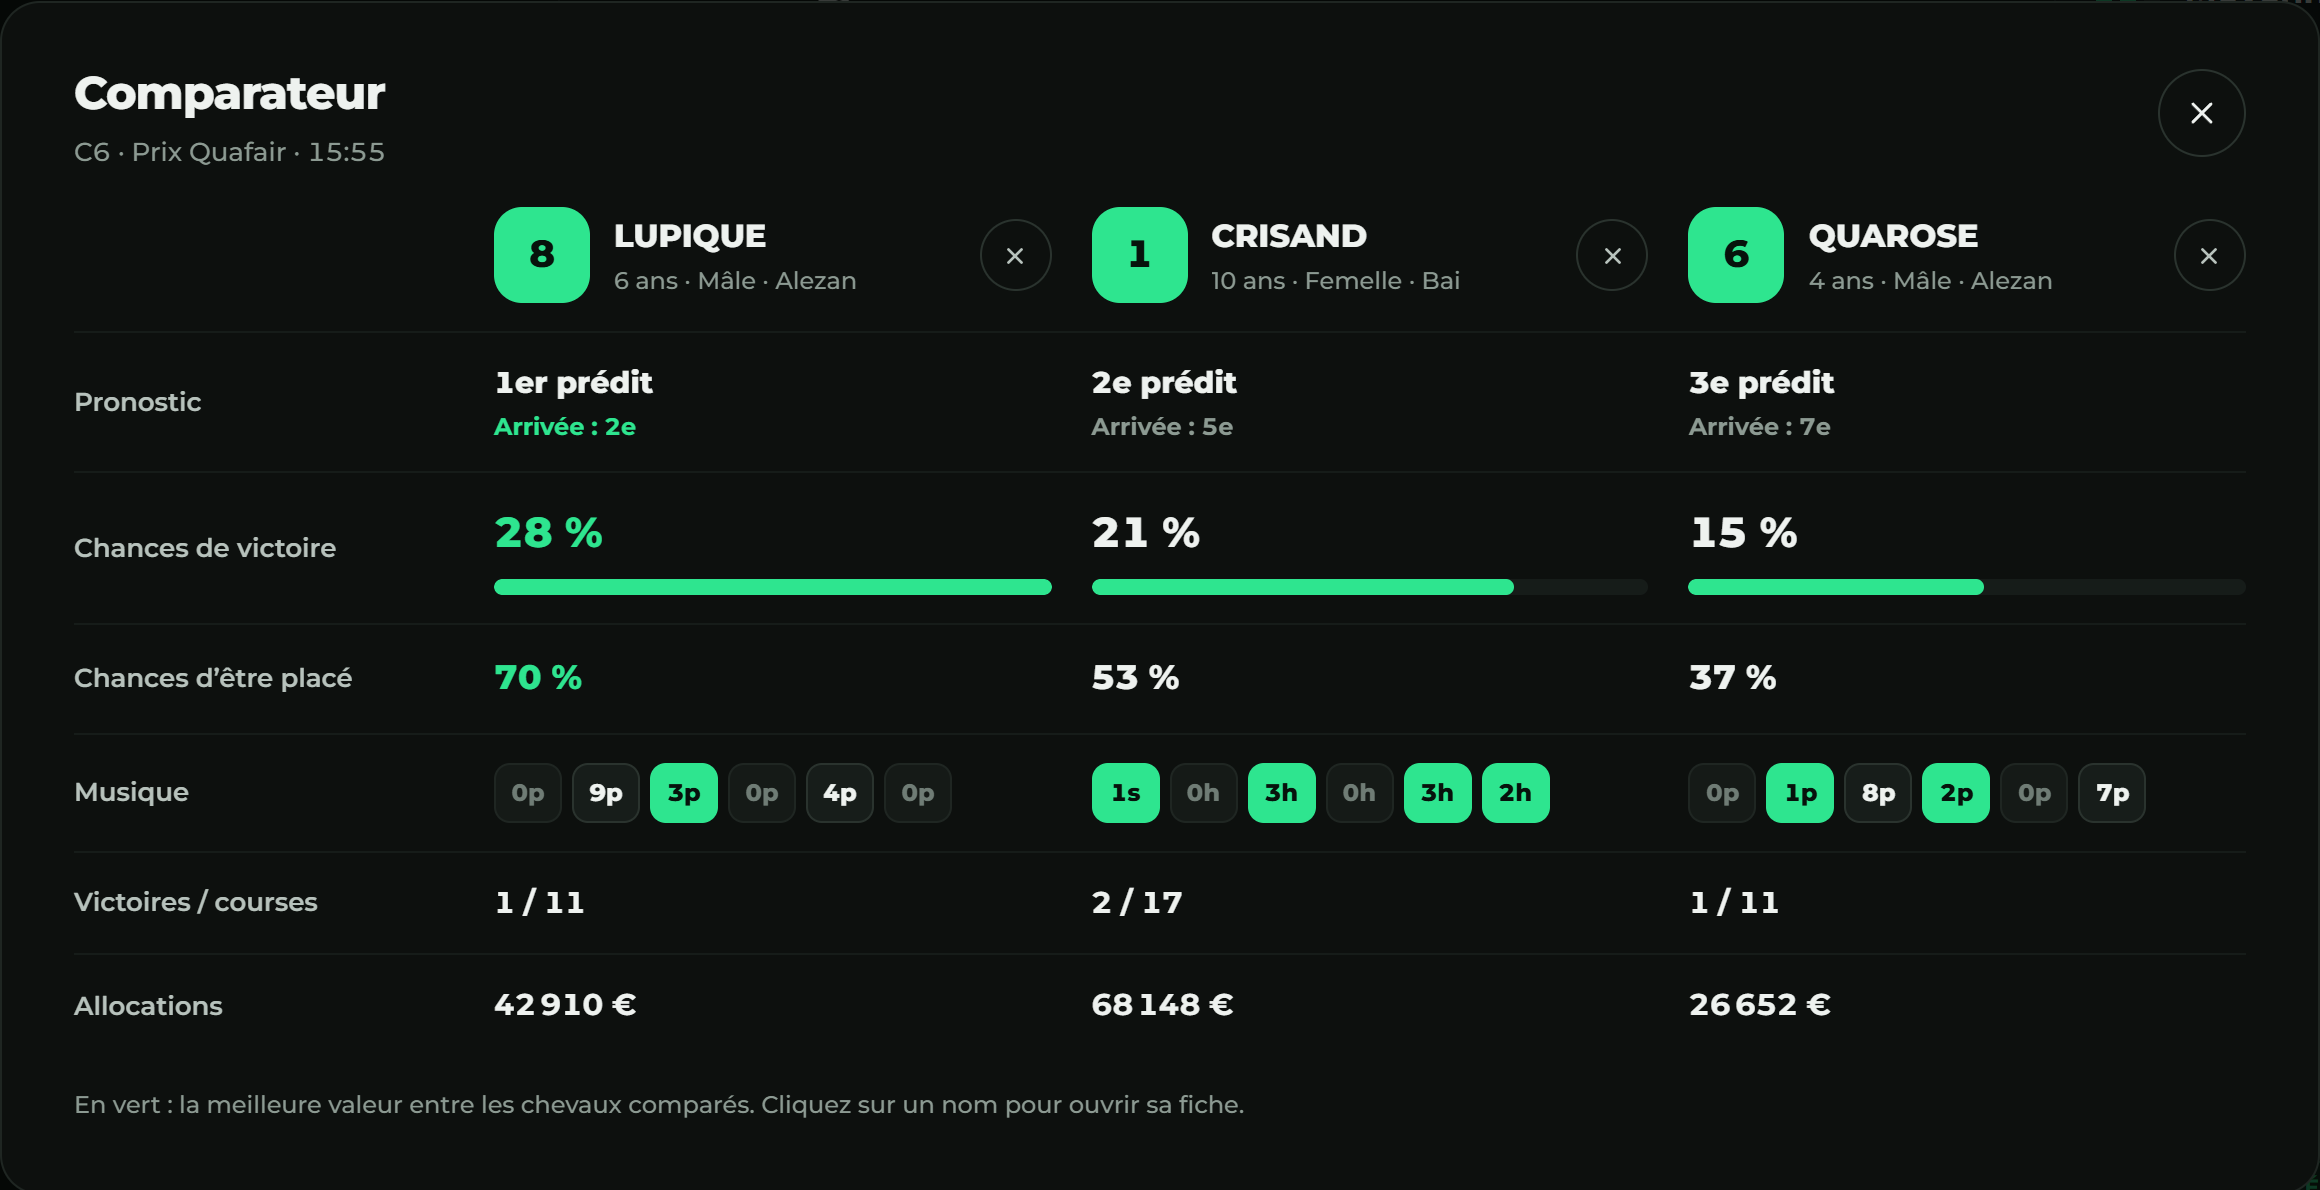 Comparateur
C6 · Prix Quafair · 15:55
8 LUPIQUE
6 ans · Mâle · Alezan
1 CRISAND
10 ans · Femelle · Bai
6 QUAROSE
4 ans · Mâle · Alezan
Pronostic
1er prédit
Arrivée : 2e
2e prédit
Arrivée : 5e
3e prédit
Arrivée : 7e
Chances de victoire 28 % 21 % 15 %
Chances d’être placé 70 % 53 % 37 %
Musique 0p 9p 3p 0p 4p 0p 1s 0h 3h 0h 3h 2h 0p 1p 8p 2p 0p 7p
Victoires / courses 1 / 11 2 / 17 1 / 11
Allocations 42 910 € 68 148 € 26 652 €
En vert : la meilleure valeur entre les chevaux comparés. Cliquez sur un nom pour ouvrir sa fiche.